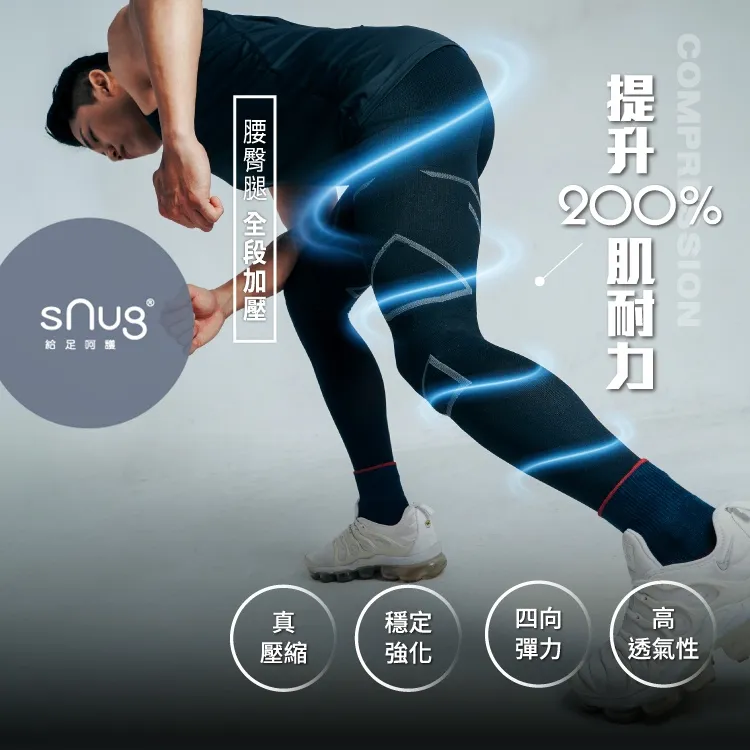 COMPRESSION
提升
200%
肌耐力
腰臀腿 全段加壓
snug®
給足呵護
真
壓縮
穩定
強化
四向
彈力
高
透氣性